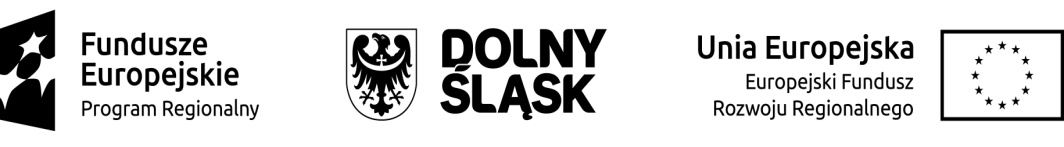 Fundusze
Europejskie
Program Regionalny
DOLNY
ŚLĄSK
Unia Europejska
Europejski Fundusz
Rozwoju Regionalnego